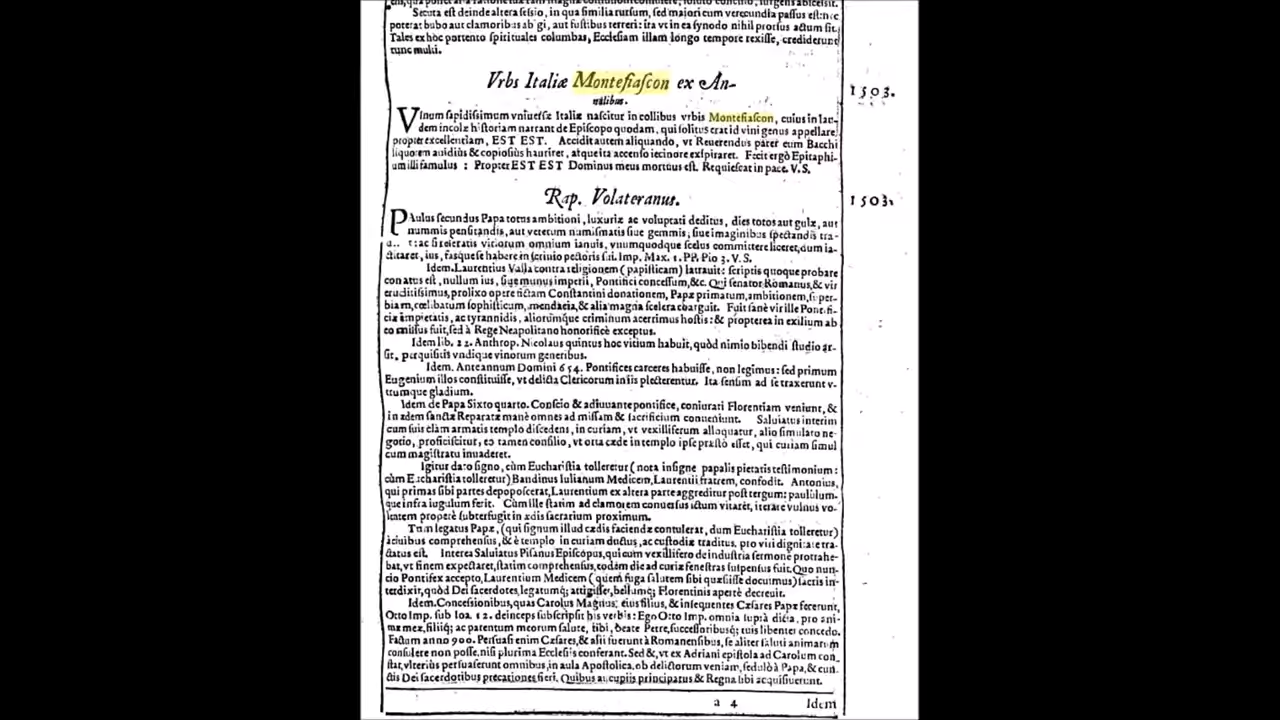 Secuta est deinde altera sessio, in qua similia rursum, sed majori cum verecundia passus est: nec
poterat bubo aut clamoribus abigi, aut fustibus terreri: ita vt in ea synodo nihil prorsus actum sit.
Tales ex hoc portento spirituales columbas, Ecclesiam illam longo tempore rexisse, crediderunt
tunc multi.
Vrbs Italiæ Montefiascon ex An-
nalibus.
1503.
VInum sapidissimum vniuersæ Italiæ nascitur in collibus vrbis Montefiascon, cuius in lau-
dem incolæ historiam narrant de Episcopo quodam, qui solitus erat id vini genus appellare,
propter excellentiam, EST EST. Accidit autem aliquando, vt Reuerendus pater cum Bacchi
liquorem auidius & copiosius hauriret, atque ita accenso iecinore exspiraret. Fecit ergò Epitaphi-
um illi famulus : Propter EST EST Dominus meus mortuus est. Requiescat in pace. V. S.
Rap. Volateranus.
1503.
PAulus secundus Papa totus ambitioni, luxuriæ ac voluptati deditus, dies totos aut gulæ, aut
nummis pensitandis, aut veterum numismatis siue gemmis; siue imaginibus spectandis tra-
ac si sceleratis vitiorum omnium ianuis, vnumquodque scelus committere liceret, dum ia-
ctitaret, ius, fasque se habere in scrinio pectoris sui. Imp. Max. 1. PP. Pio 3. V. S.
Idem. Laurentius Valla contra religionem (papisticam) latrauit: scriptis quoque probare
conatus est, nullum ius, siue munus imperii, Pontifici concessum, &c. Qui senator Romanus, & vir
eruditissimus, prolixo opere fictam Constantini donationem, Papæ primatum, ambitionem, super-
biam, cœlibatum sophisticum, mendacia, & alia magna scelera coarguit. Fuit sanè vir ille Pontifi-
ciæ impietatis, ac tyrannidis, aliorumque criminum acerrimus hostis: & propterea in exilium ab
eo missus fuit, sed à Rege Neapolitano honorificè exceptus.
Idem lib. 22. Anthrop. Nicolaus quintus hoc vitium habuit, quòd nimio bibendi studio ar-
sit, perquisitis vndique vinorum generibus.
Idem. Ante annum Domini 654. Pontifices carceres habuisse, non legimus: sed primum
Eugenium illos constituisse, vt delicta Clericorum in iis plecterentur. Ita sensim ad se traxerunt v-
trumque gladium.
Idem de Papa Sixto quarto. Conscio & adiuuante pontifice, coniurati Florentiam veniunt, &
in ædem sanctæ Reparatæ manè omnes ad missam & sacrificium conueniunt. Saluiatus interim
cum suis clàm armatis templo discedens, in curiam, vt vexilliferum alloquatur, alio simulato ne-
gotio, proficiscitur, eo tamen consilio, vt orta cæde in templo ipse præstò esset, qui curiam simul
cum magistratu inuaderet.
Igitur dato signo, cùm Eucharistia tolleretur (nota insigne papalis pietatis testimonium:
cùm Eucharistia tolleretur) Bandinus Iulianum Medicem, Laurentii fratrem, confodit. Antonius,
qui primas sibi partes depoposcerat, Laurentium ex altera parte aggreditur post tergum: paululum-
que infra iugulum ferit. Cùm ille statim ad clamorem conuersus ictum vitaret, iterare vulnus vo-
lentem properè subterfugit in ædis sacrarium proximum.
Tum legatus Papæ, (qui signum illud cædis faciendæ contulerat, dum Eucharistia tolleretur)
à ciuibus comprehensus, & è templo in curiam ductus, ac custodiæ traditus, pro viri dignitate tra-
ctatus est. Interea Saluiatus Pisanus Episcopus, qui cum vexillifero de industria sermonē protrahe-
bat, vt finem expectaret, statim comprehensus, eodem die ad curiæ fenestras suspensus fuit. Quo nun-
cio Pontifex accepto, Laurentium Medicem (quem fuga salutem sibi quæsiisse docuimus) sacris in-
terdixit, quòd Dei sacerdotes, legatumq; attigisset, bellumq; Florentinis apertè decreuit.
Idem. Concessionibus, quas Carolus Magnus, eius filius, & insequentes Cæsares Papæ fecerunt,
Otto Imp. sub Ioa. 12. deinceps subscripsit his verbis: Ego Otto Imp. omnia suprà dicta, pro ani-
mæ meæ, filiiq; ac parentum meorum salute, tibi, beate Petre, successoribusq; tuis libenter concedo.
Factum anno 900. Persuasi enim Cæsares, & alii fuerunt à Romanensibus, se aliter saluti animarum
consulere non posse, nisi plurima Ecclesiis conferant. Sed &, vt ex Adriani epistola ad Carolum con-
stat, vlterius persuaserunt omnibus, in aula Apostolica, ob delictorum veniam, sedulò à Papa, & cun-
ctis Dei sacerdotibus precationes fieri. Quibus aucupiis principatus & Regna sibi acquisiuerunt.
a 4 Idem